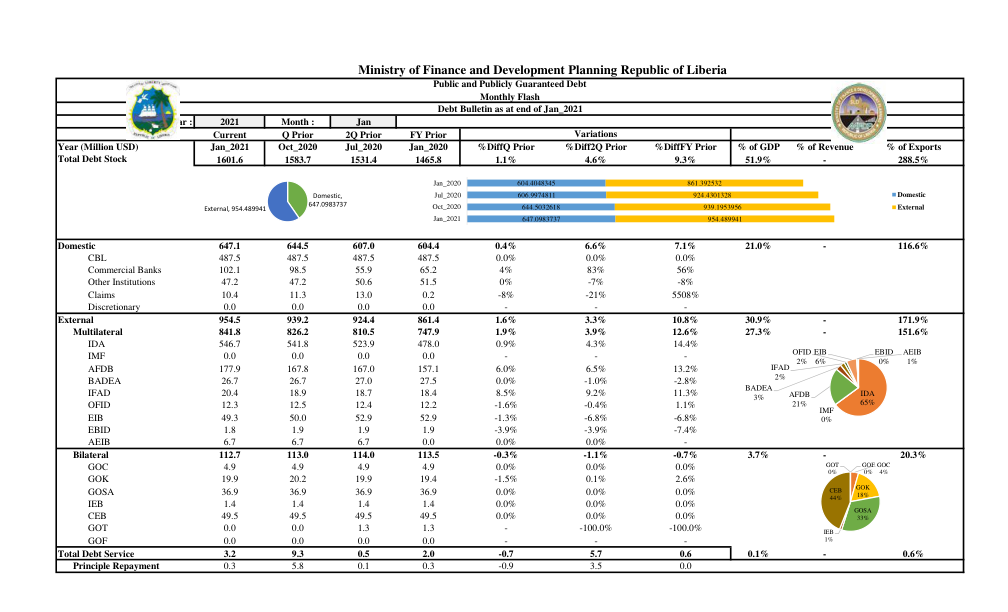 Ministry of Finance and Development Planning Republic of Liberia
Public and Publicly Guaranteed Debt
Monthly Flash
Debt Bulletin as at end of Jan_2021
r : 2021 Month : Jan
Current Q Prior 2Q Prior FY Prior Variations
Year (Million USD) Jan_2021 Oct_2020 Jul_2020 Jan_2020 %DiffQ Prior %Diff2Q Prior %DiffFY Prior % of GDP % of Revenue % of Exports
Total Debt Stock 1601.6 1583.7 1531.4 1465.8 1.1% 4.6% 9.3% 51.9% - 288.5%
External, 954.489941
Domestic, 647.0983737
Jan_2020 604.4048345 861.392532
Jul_2020 606.9974811 924.4301328
Oct_2020 644.5032618 939.1953956
Jan_2021 647.0983737 954.489941
Domestic
External
Domestic 647.1 644.5 607.0 604.4 0.4% 6.6% 7.1% 21.0% - 116.6%
CBL 487.5 487.5 487.5 487.5 0.0% 0.0% 0.0%
Commercial Banks 102.1 98.5 55.9 65.2 4% 83% 56%
Other Institutions 47.2 47.2 50.6 51.5 0% -7% -8%
Claims 10.4 11.3 13.0 0.2 -8% -21% 5508%
Discretionary 0.0 0.0 0.0 0.0 - - -
External 954.5 939.2 924.4 861.4 1.6% 3.3% 10.8% 30.9% - 171.9%
Multilateral 841.8 826.2 810.5 747.9 1.9% 3.9% 12.6% 27.3% - 151.6%
IDA 546.7 541.8 523.9 478.0 0.9% 4.3% 14.4%
IMF 0.0 0.0 0.0 0.0 - - -
AFDB 177.9 167.8 167.0 157.1 6.0% 6.5% 13.2%
BADEA 26.7 26.7 27.0 27.5 0.0% -1.0% -2.8%
IFAD 20.4 18.9 18.7 18.4 8.5% 9.2% 11.3%
OFID 12.3 12.5 12.4 12.2 -1.6% -0.4% 1.1%
EIB 49.3 50.0 52.9 52.9 -1.3% -6.8% -6.8%
EBID 1.8 1.9 1.9 1.9 -3.9% -3.9% -7.4%
AEIB 6.7 6.7 6.7 0.0 0.0% 0.0% -
OFID 2%
EIB 6%
EBID 0%
AEIB 1%
IFAD 2%
BADEA 3%
AFDB 21%
IDA 65%
IMF 0%
Bilateral 112.7 113.0 114.0 113.5 -0.3% -1.1% -0.7% 3.7% - 20.3%
GOC 4.9 4.9 4.9 4.9 0.0% 0.0% 0.0%
GOK 19.9 20.2 19.9 19.4 -1.5% 0.1% 2.6%
GOSA 36.9 36.9 36.9 36.9 0.0% 0.0% 0.0%
IEB 1.4 1.4 1.4 1.4 0.0% 0.0% 0.0%
CEB 49.5 49.5 49.5 49.5 0.0% 0.0% 0.0%
GOT 0.0 0.0 1.3 1.3 - -100.0% -100.0%
GOF 0.0 0.0 0.0 0.0 - - -
GOT 0%
GOF 0%
GOC 4%
GOK 18%
CEB 44%
GOSA 33%
IEB 1%
Total Debt Service 3.2 9.3 0.5 2.0 -0.7 5.7 0.6 0.1% - 0.6%
Principle Repayment 0.3 5.8 0.1 0.3 -0.9 3.5 0.0